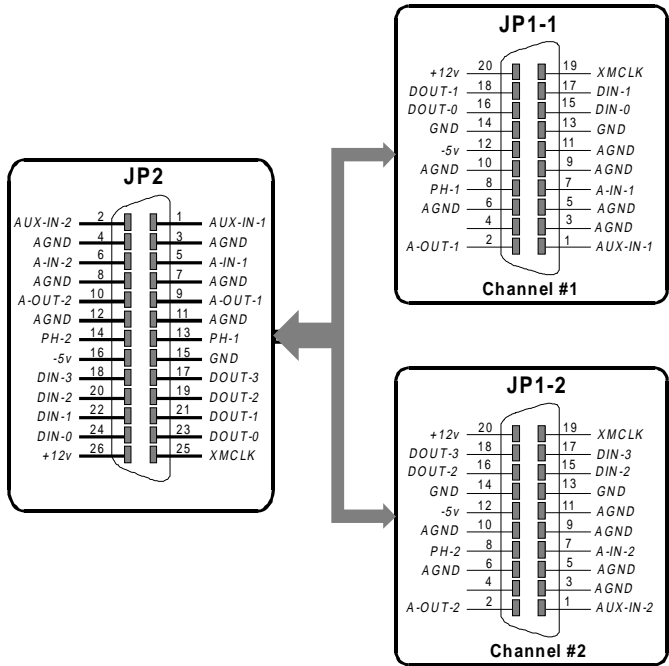 JP2
AUX-IN-2 2 1 AUX-IN-1
AGND 4 3 AGND
A-IN-2 6 5 A-IN-1
AGND 8 7 AGND
A-OUT-2 10 9 A-OUT-1
AGND 12 11 AGND
PH-2 14 13 PH-1
-5v 16 15 GND
DIN-3 18 17 DOUT-3
DIN-2 20 19 DOUT-2
DIN-1 22 21 DOUT-1
DIN-0 24 23 DOUT-0
+12v 26 25 XMCLK
JP1-1
+12v 20 19 XMCLK
DOUT-1 18 17 DIN-1
DOUT-0 16 15 DIN-0
GND 14 13 GND
-5v 12 11 AGND
AGND 10 9 AGND
PH-1 8 7 A-IN-1
AGND 6 5 AGND
4 3 AGND
A-OUT-1 2 1 AUX-IN-1
Channel #1
JP1-2
+12v 20 19 XMCLK
DOUT-3 18 17 DIN-3
DOUT-2 16 15 DIN-2
GND 14 13 GND
-5v 12 11 AGND
AGND 10 9 AGND
PH-2 8 7 A-IN-2
AGND 6 5 AGND
4 3 AGND
A-OUT-2 2 1 AUX-IN-2
Channel #2